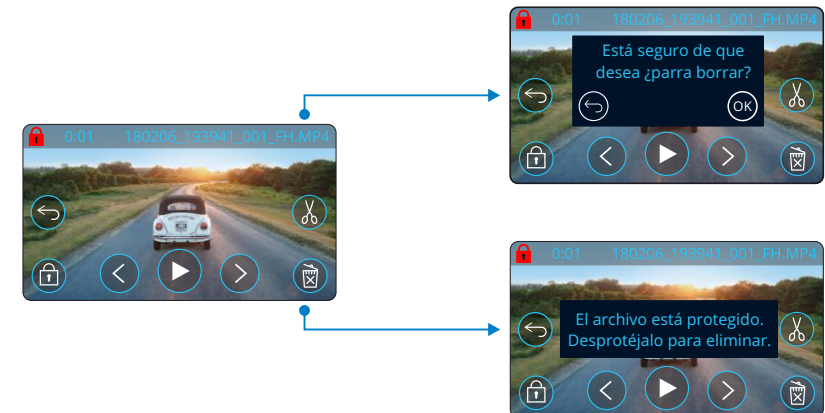 0:01 180206_193941_001_FH.MP4
Está seguro de que
desea ¿parra borrar?
OK
0:01 180206_193941_001_FH.MP4
0:01 180206_193941_001_FH.MP4
El archivo está protegido.
Desprotéjalo para eliminar.